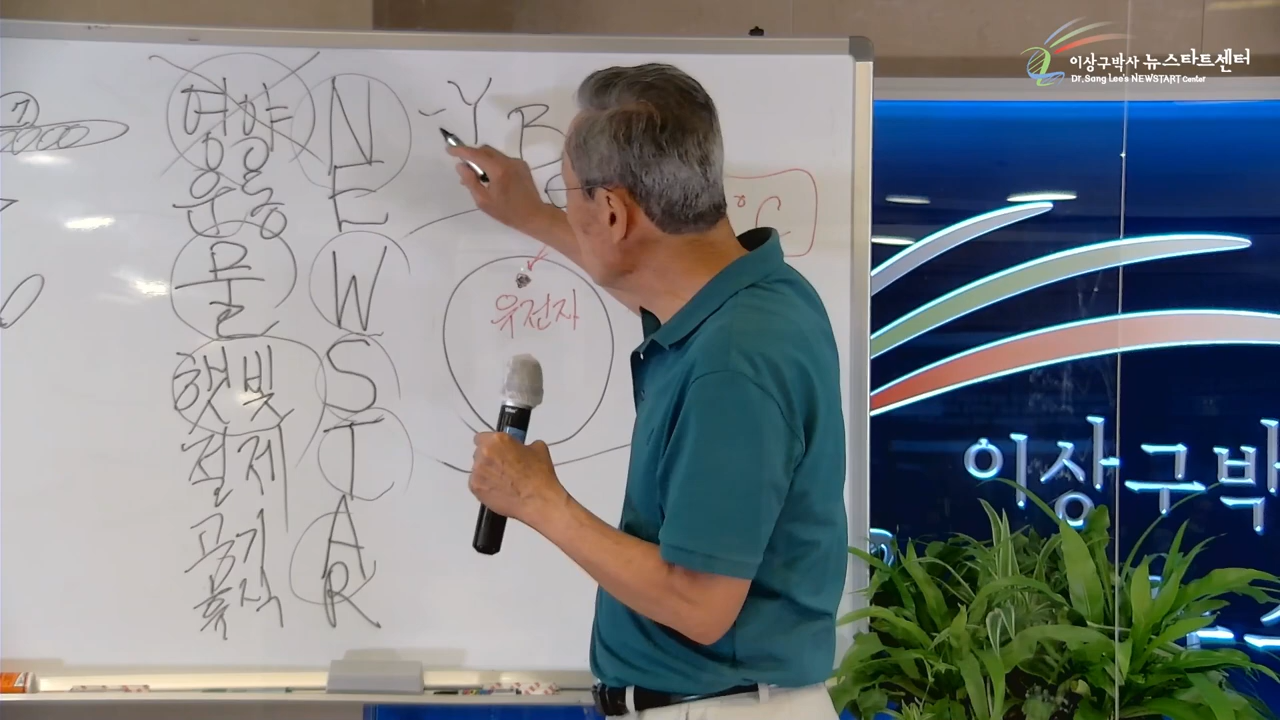 이상구박사 뉴스타트센터
Dr. Sang Lee's NEWSTART Center
영양 N
운동 E
물 W
햇빛 S
절제 T
공기 A
휴식 R
- Y
B
유전자
이상구박